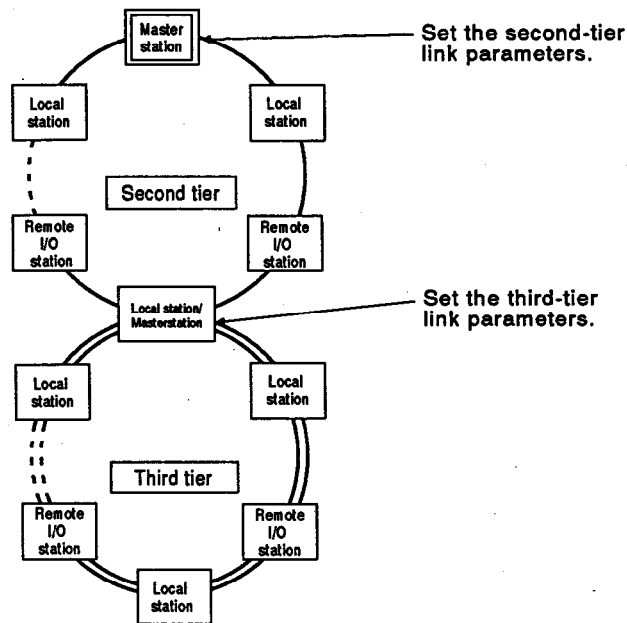 Master
station
Set the second-tier
link parameters.
Local
station
Local
station
Second tier
Remote
I/O
station
Remote
I/O
station
Local station/
Masterstation
Set the third-tier
link parameters.
Local
station
Local
station
Third tier
Remote
I/O
station
Remote
I/O
station
Local
station